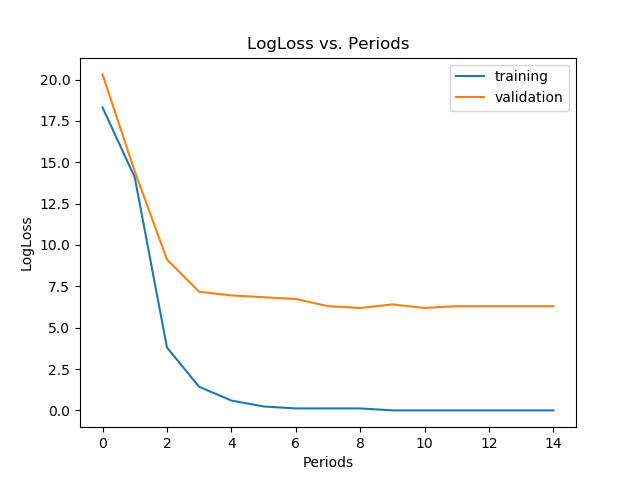 LogLoss vs. Periods
training
validation
LogLoss
20.0
17.5
15.0
12.5
10.0
7.5
5.0
2.5
0.0
0 2 4 6 8 10 12 14
Periods